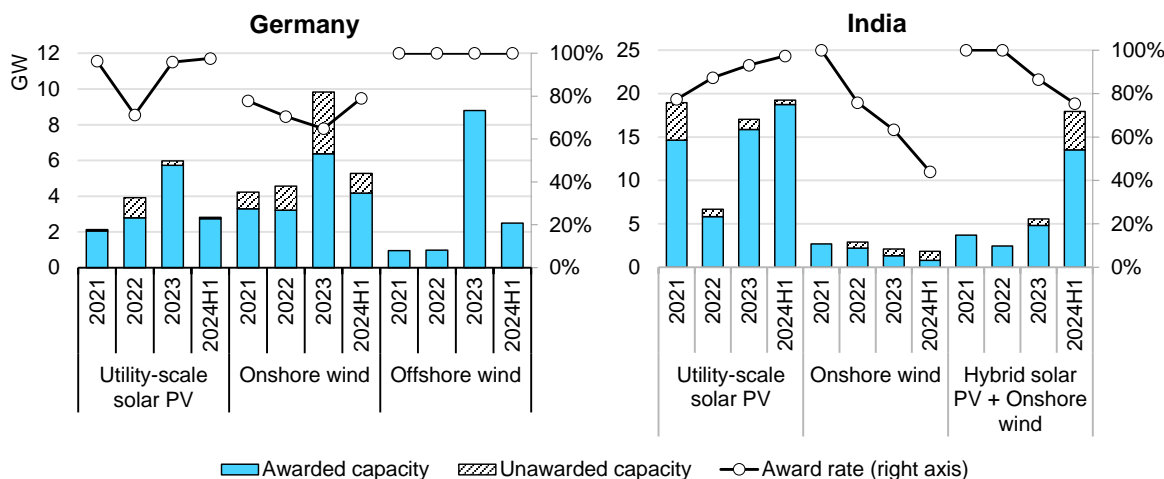 Germany
GW
12
10
8
6
4
2
0
100%
80%
60%
40%
20%
0%
2021
2022
2023
2024H1
2021
2022
2023
2024H1
2021
2022
2023
2024H1
Utility-scale
solar PV
Onshore wind
Offshore wind
India
25
20
15
10
5
0
100%
80%
60%
40%
20%
0%
2021
2022
2023
2024H1
2021
2022
2023
2024H1
2021
2022
2023
2024H1
Utility-scale
solar PV
Onshore wind
Hybrid solar
PV + Onshore
wind
Awarded capacity
Unawarded capacity
Award rate (right axis)